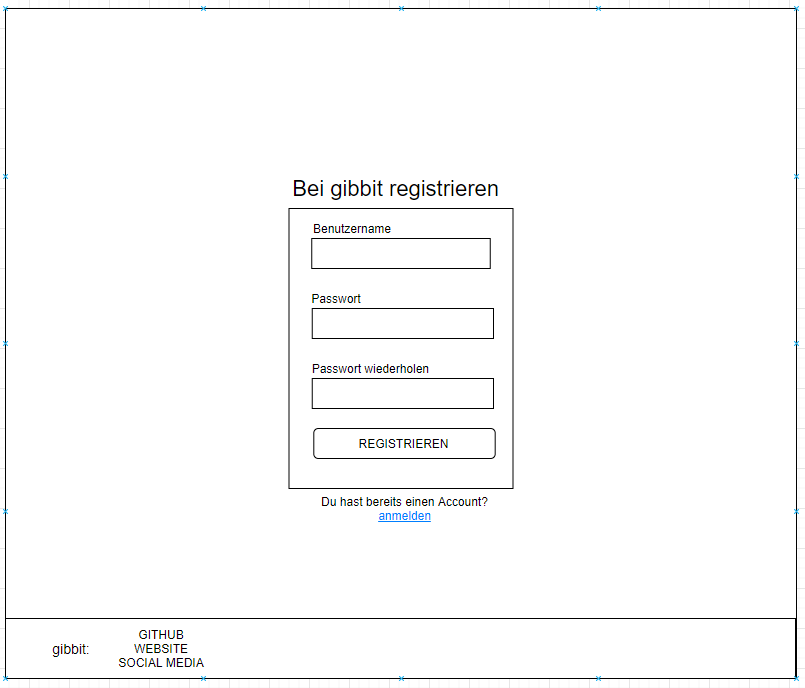 Bei gibbit registrieren
Benutzername
Passwort
Passwort wiederholen
REGISTRIEREN
Du hast bereits einen Account?
anmelden
gibbit:
GITHUB
WEBSITE
SOCIAL MEDIA